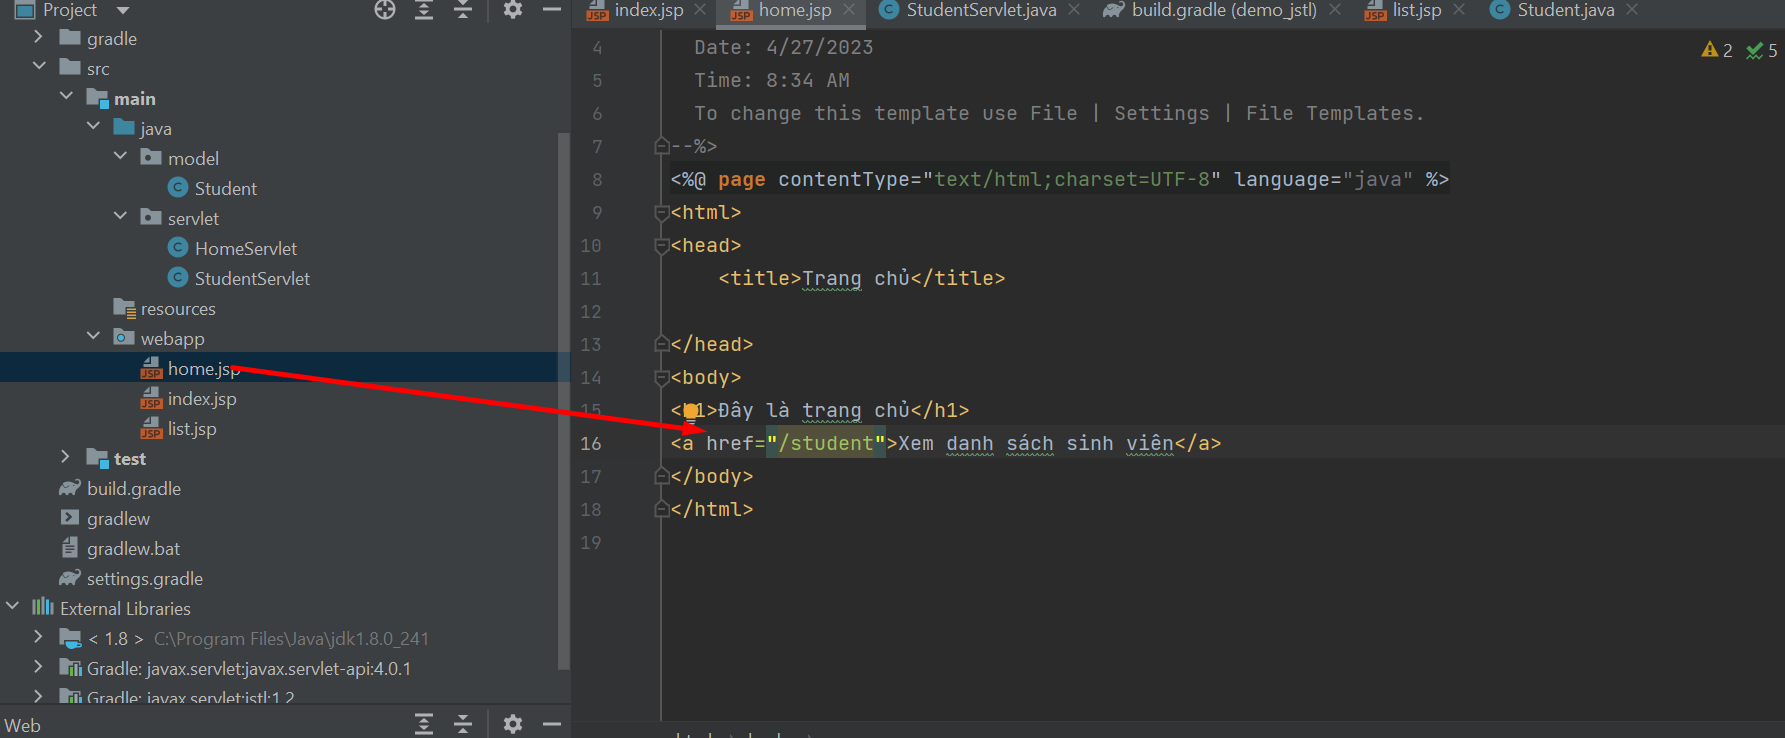 Project
gradle
src
main
java
model
Student
servlet
HomeServlet
StudentServlet
resources
webapp
home.jsp
index.jsp
list.jsp
test
build.gradle
gradlew
gradlew.bat
settings.gradle
External Libraries
< 1.8 > C:\Program Files\Java\jdk1.8.0_241
Gradle: javax.servlet:javax.servlet-api:4.0.1
Gradle: javax.servlet:jstl:1.2
Web
index.jsp home.jsp StudentServlet.java build.gradle (demo_jstl) list.jsp Student.java
2 5
4 Date: 4/27/2023
5 Time: 8:34 AM
6 To change this template use File | Settings | File Templates.
7 --%>
8 <%@ page contentType="text/html;charset=UTF-8" language="java" %>
9 <html>
10 <head>
11 <title>Trang chủ</title>
12
13 </head>
14 <body>
15 <h1>Đây là trang chủ</h1>
16 <a href="/student">Xem danh sách sinh viên</a>
17 </body>
18 </html>
19